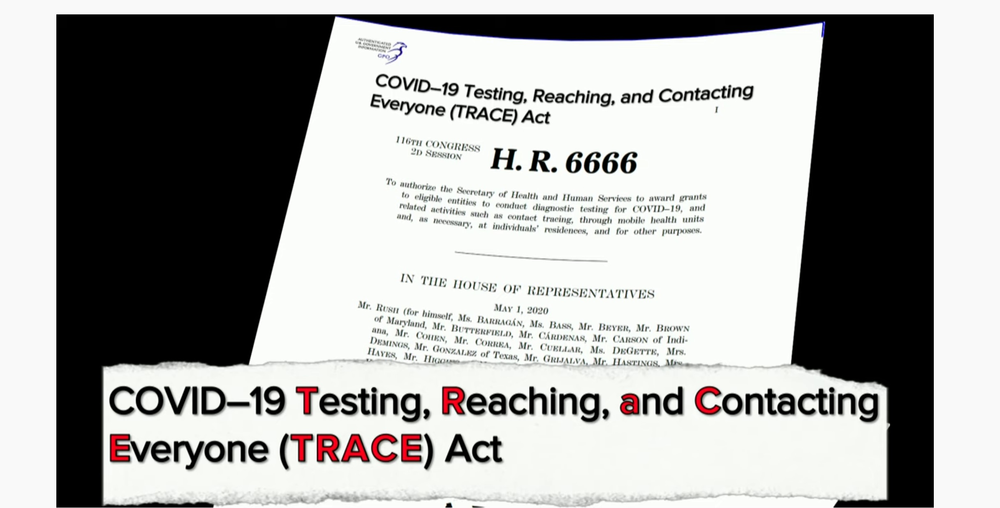 AUTHENTICATED
U.S. GOVERNMENT
INFORMATION
GPO
COVID–19 Testing, Reaching, and Contacting
Everyone (TRACE) Act
I
116TH CONGRESS
2D SESSION
H. R. 6666
To authorize the Secretary of Health and Human Services to award grants
to eligible entities to conduct diagnostic testing for COVID–19, and
related activities such as contact tracing, through mobile health units
and, as necessary, at individuals’ residences, and for other purposes.
IN THE HOUSE OF REPRESENTATIVES
MAY 1, 2020
Mr. RUSH (for himself, Ms. BARRAGÁN, Ms. BASS, Mr. BEYER, Mr. BROWN
of Maryland, Mr. BUTTERFIELD, Mr. CÁRDENAS, Mr. CARSON of Indi-
ana, Mr. COHEN, Mr. CORREA, Mr. CUELLAR, Ms. DEGETTE, Mrs.
DEMINGS, Mr. GONZALEZ of Texas, Mr. GRIJALVA, Mr. HASTINGS, Mrs.
HAYES, Mr.
COVID–19 Testing, Reaching, and Contacting
Everyone (TRACE) Act